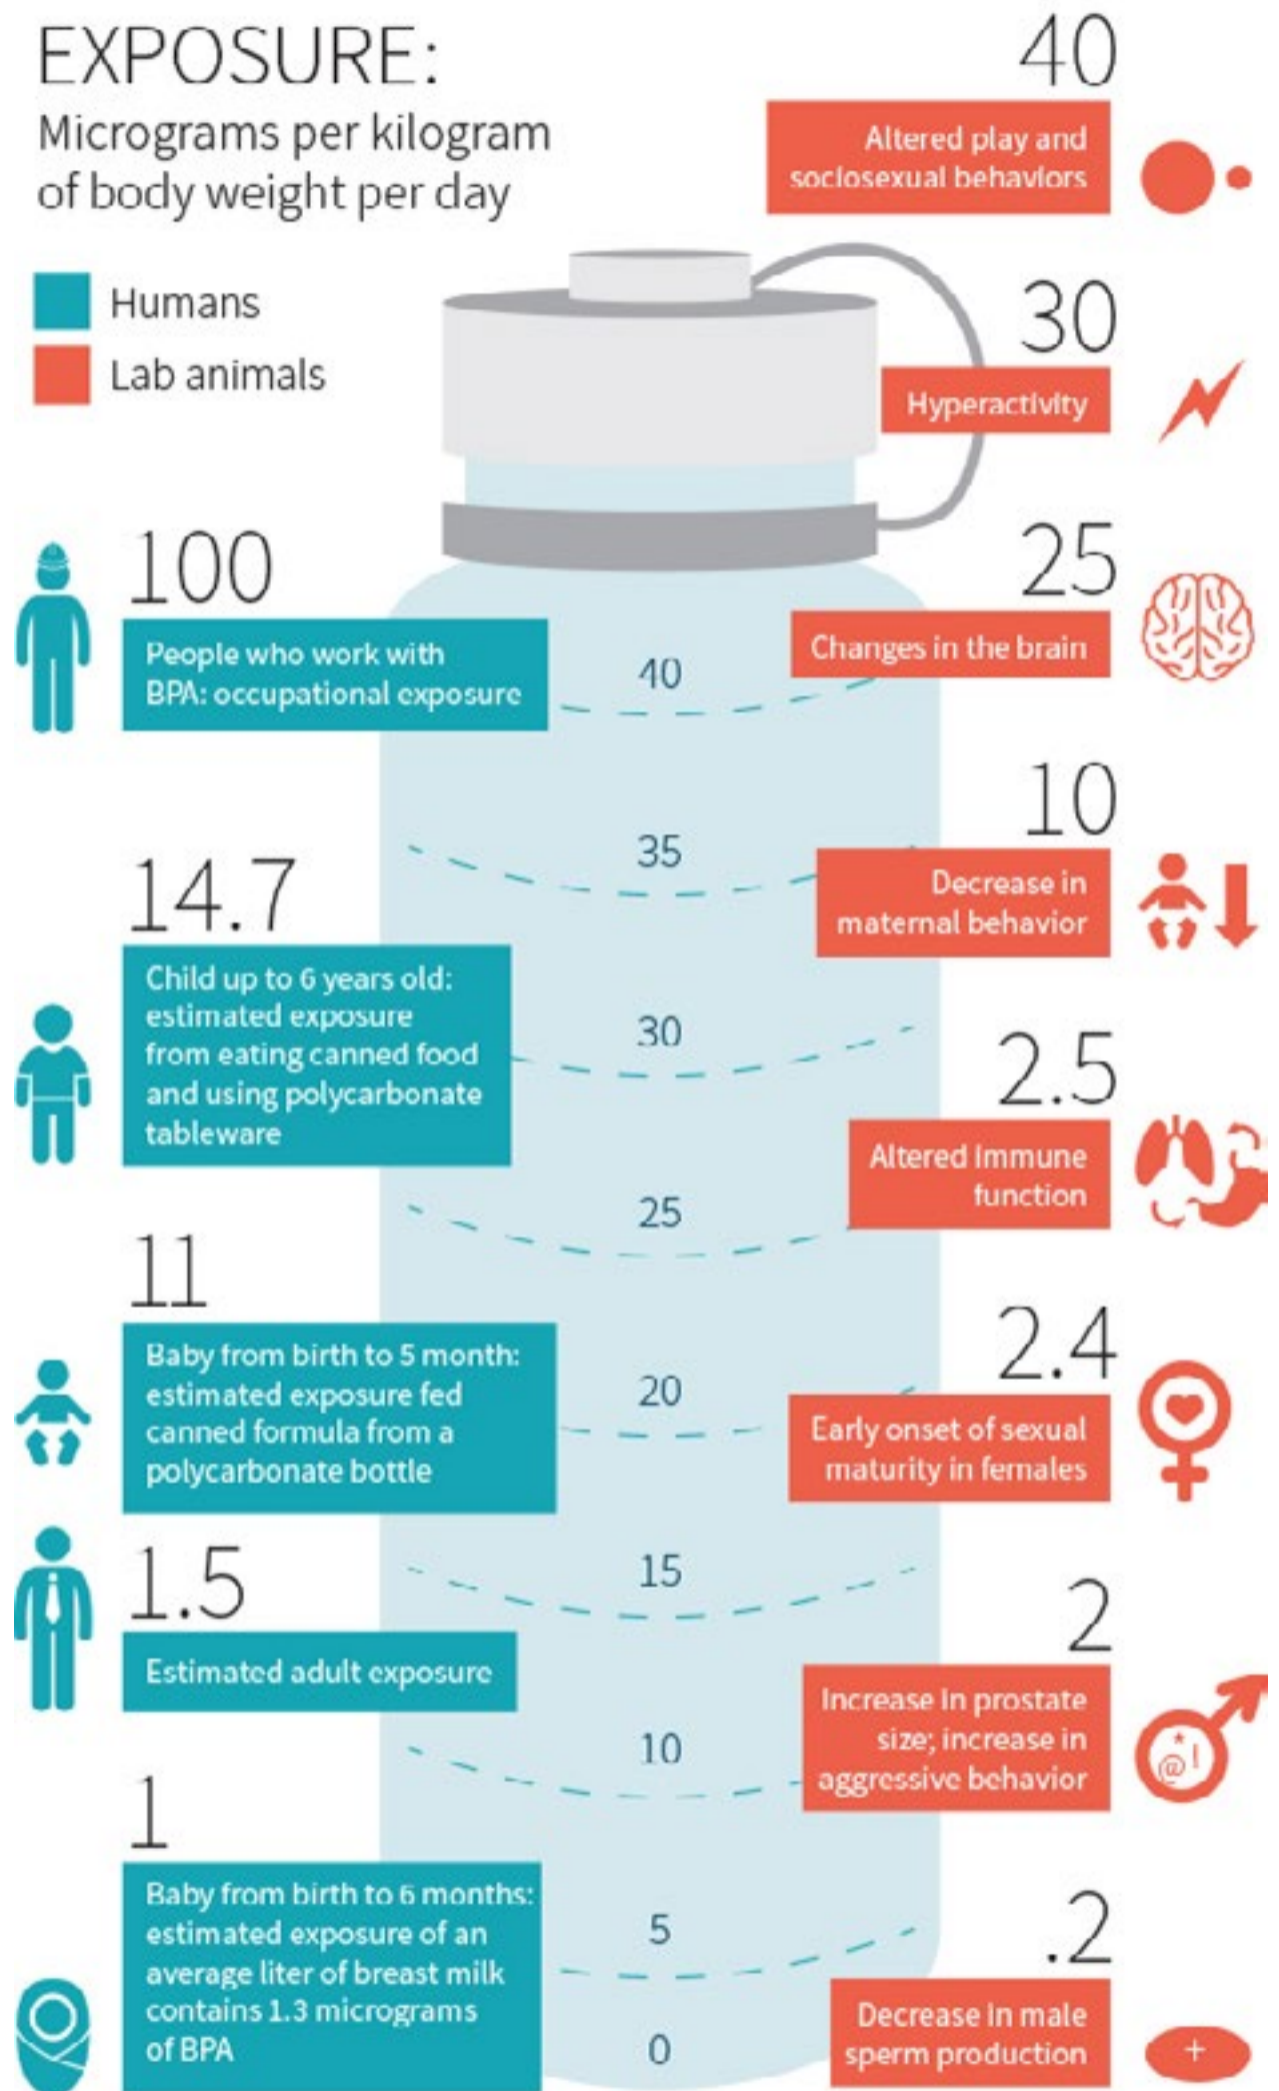 EXPOSURE:
Micrograms per kilogram
of body weight per day
Humans
Lab animals
100
People who work with
BPA: occupational exposure
14.7
Child up to 6 years old:
estimated exposure
from eating canned food
and using polycarbonate
tableware
11
Baby from birth to 5 month:
estimated exposure fed
canned formula from a
polycarbonate bottle
1.5
Estimated adult exposure
1
Baby from birth to 6 months:
estimated exposure of an
average liter of breast milk
contains 1.3 micrograms
of BPA
40
35
30
25
20
15
10
5
0
40
Altered play and
sociosexual behaviors
30
Hyperactivity
25
Changes in the brain
10
Decrease in
maternal behavior
2.5
Altered immune
function
2.4
Early onset of sexual
maturity in females
2
Increase in prostate
size; increase in
aggressive behavior
* @ !
.2
Decrease in male
sperm production
+